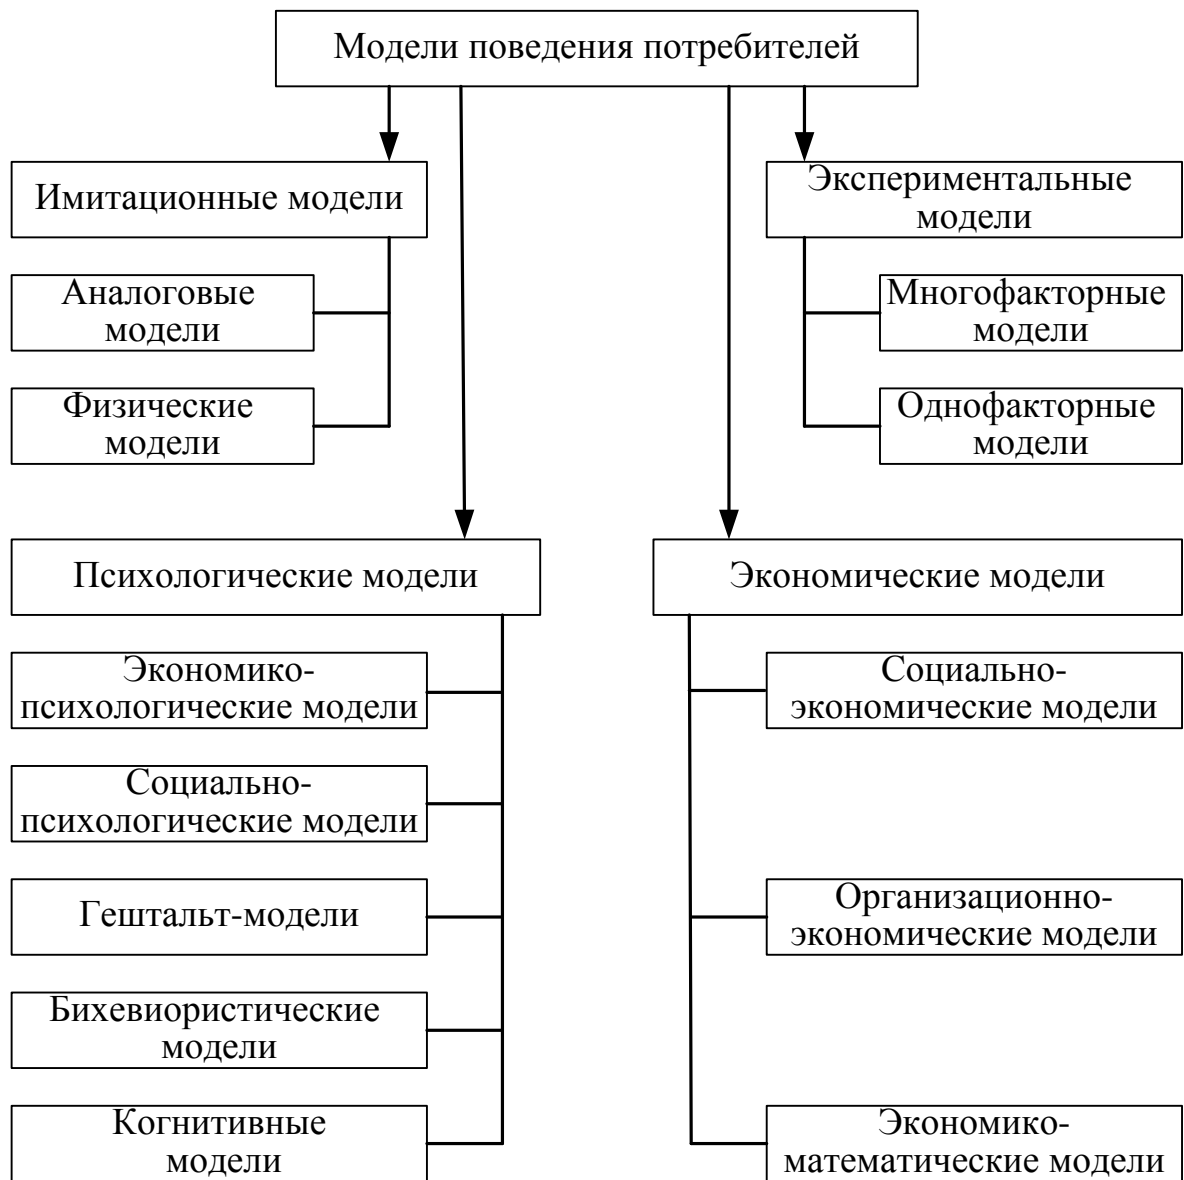 Модели поведения потребителей
Имитационные модели
Экспериментальные
модели
Аналоговые
модели
Многофакторные
модели
Физические
модели
Однофакторные
модели
Психологические модели
Экономические модели
Экономико-
психологические модели
Социально-
экономические модели
Социально-
психологические модели
Гештальт-модели
Организационно-
экономические модели
Бихевиористические
модели
Когнитивные
модели
Экономико-
математические модели